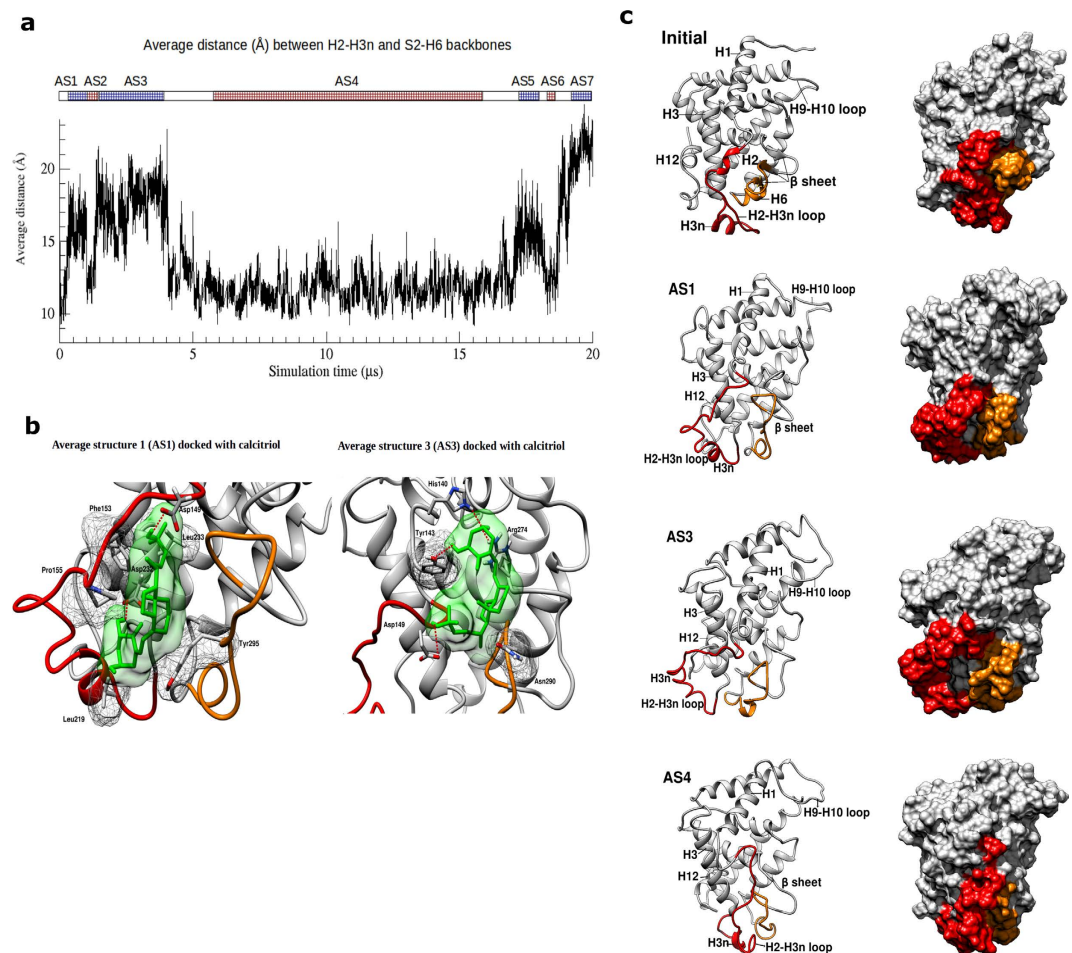 a
Average distance (Å) between H2-H3n and S2-H6 backbones
AS1 AS2 AS3 AS4 AS5 AS6 AS7
Average distance (Å)
20
15
10
0 5 10 15 20
Simulation time (µs)
b
Average structure 1 (AS1) docked with calcitriol
Phe153
Asp149
Leu233
Pro155
Asp232
Tyr295
Leu219
Average structure 3 (AS3) docked with calcitriol
His140
Tyr143
Arg274
Asp149
Asn290
c
Initial
H1
H9-H10 loop
H3
H12
H2
β sheet
H6
H2-H3n loop
H3n
AS1
H1
H9-H10 loop
H3
H12
β sheet
H2-H3n loop
H3n
AS3
H1
H9-H10 loop
H3
H12
H3n
H2-H3n loop
AS4
H1
H9-H10 loop
H3
H12
β sheet
H3n
H2-H3n loop